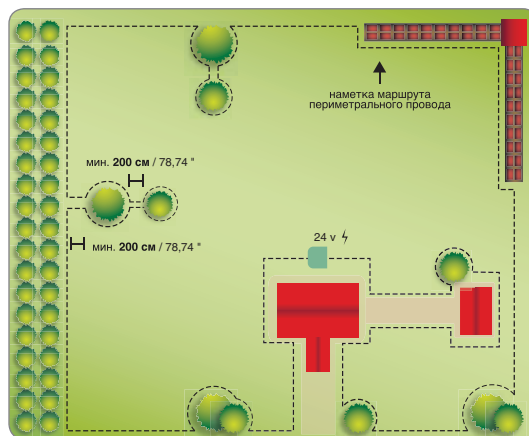 наметка маршрута
периметрального провода
мин. 200 см / 78,74 "
мин. 200 см / 78,74 "
24 v